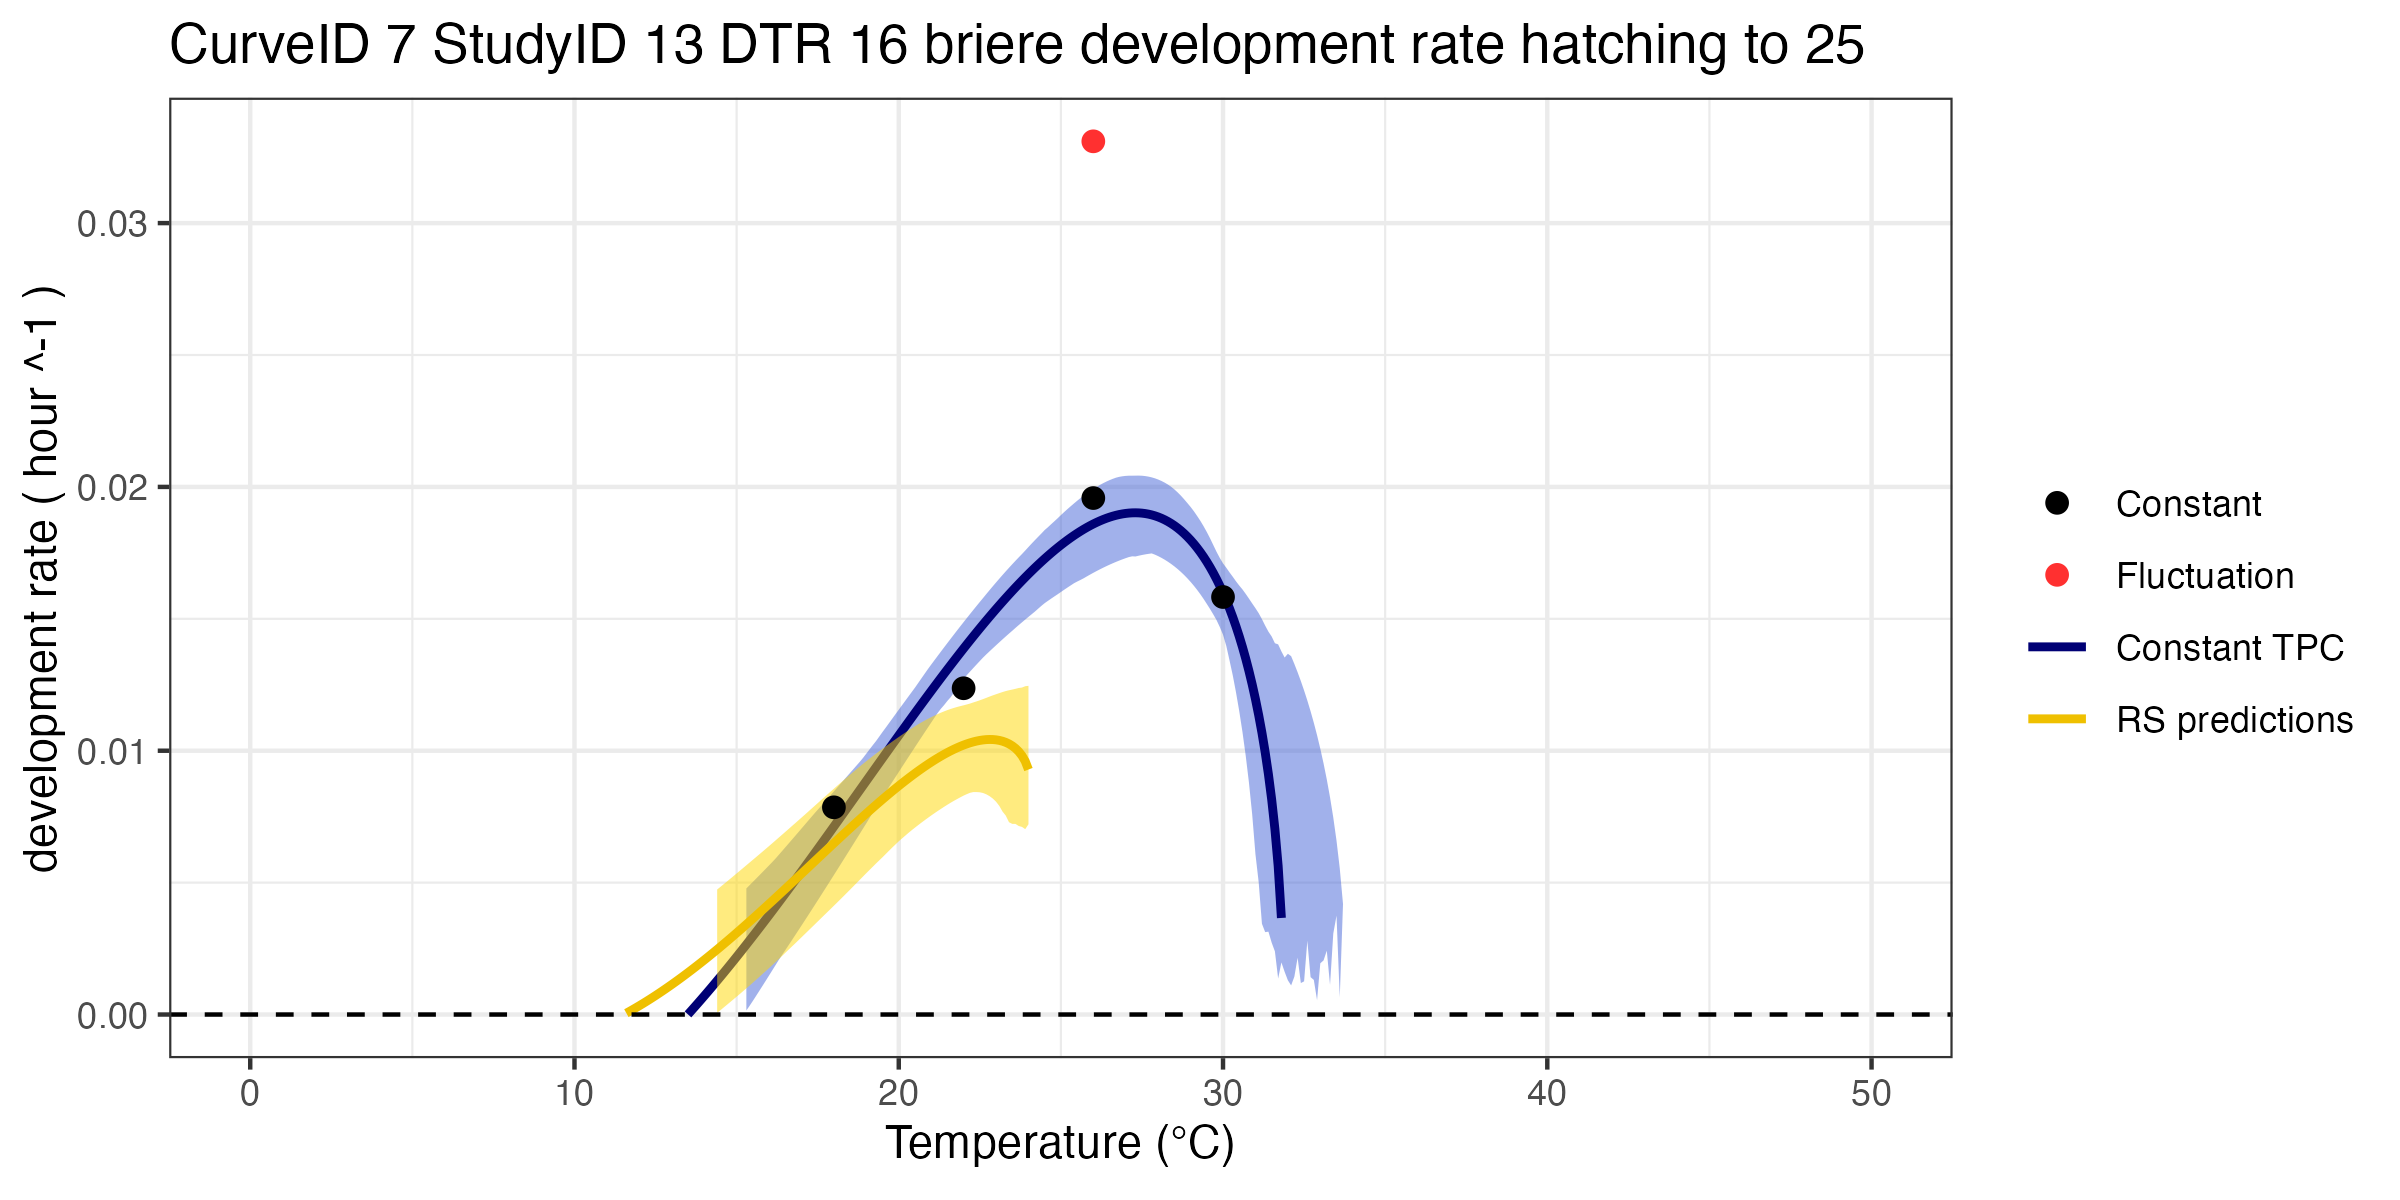 CurveID 7 StudyID 13 DTR 16 briere development rate hatching to 25
development rate ( hour ^-1 )
0.03
0.02
0.01
0.00
0 10 20 30 40 50
Temperature (°C)
Constant
Fluctuation
Constant TPC
RS predictions